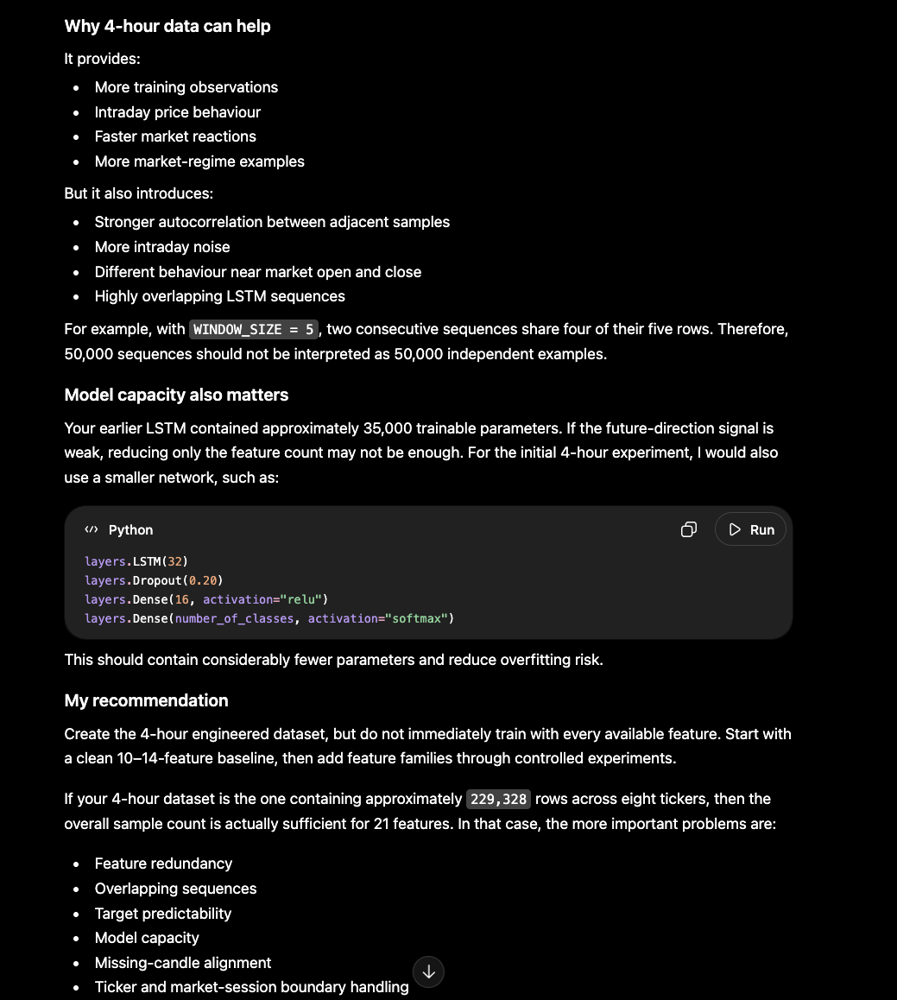 Why 4-hour data can help
It provides:
• More training observations
• Intraday price behaviour
• Faster market reactions
• More market-regime examples
But it also introduces:
• Stronger autocorrelation between adjacent samples
• More intraday noise
• Different behaviour near market open and close
• Highly overlapping LSTM sequences
For example, with WINDOW_SIZE = 5, two consecutive sequences share four of their five rows. Therefore,
50,000 sequences should not be interpreted as 50,000 independent examples.
Model capacity also matters
Your earlier LSTM contained approximately 35,000 trainable parameters. If the future-direction signal is
weak, reducing only the feature count may not be enough. For the initial 4-hour experiment, I would also
use a smaller network, such as:
</> Python Run
layers.LSTM(32)
layers.Dropout(0.20)
layers.Dense(16, activation="relu")
layers.Dense(number_of_classes, activation="softmax")
This should contain considerably fewer parameters and reduce overfitting risk.
My recommendation
Create the 4-hour engineered dataset, but do not immediately train with every available feature. Start with
a clean 10–14-feature baseline, then add feature families through controlled experiments.
If your 4-hour dataset is the one containing approximately 229,328 rows across eight tickers, then the
overall sample count is actually sufficient for 21 features. In that case, the more important problems are:
• Feature redundancy
• Overlapping sequences
• Target predictability
• Model capacity
• Missing-candle alignment
• Ticker and market-session boundary handling